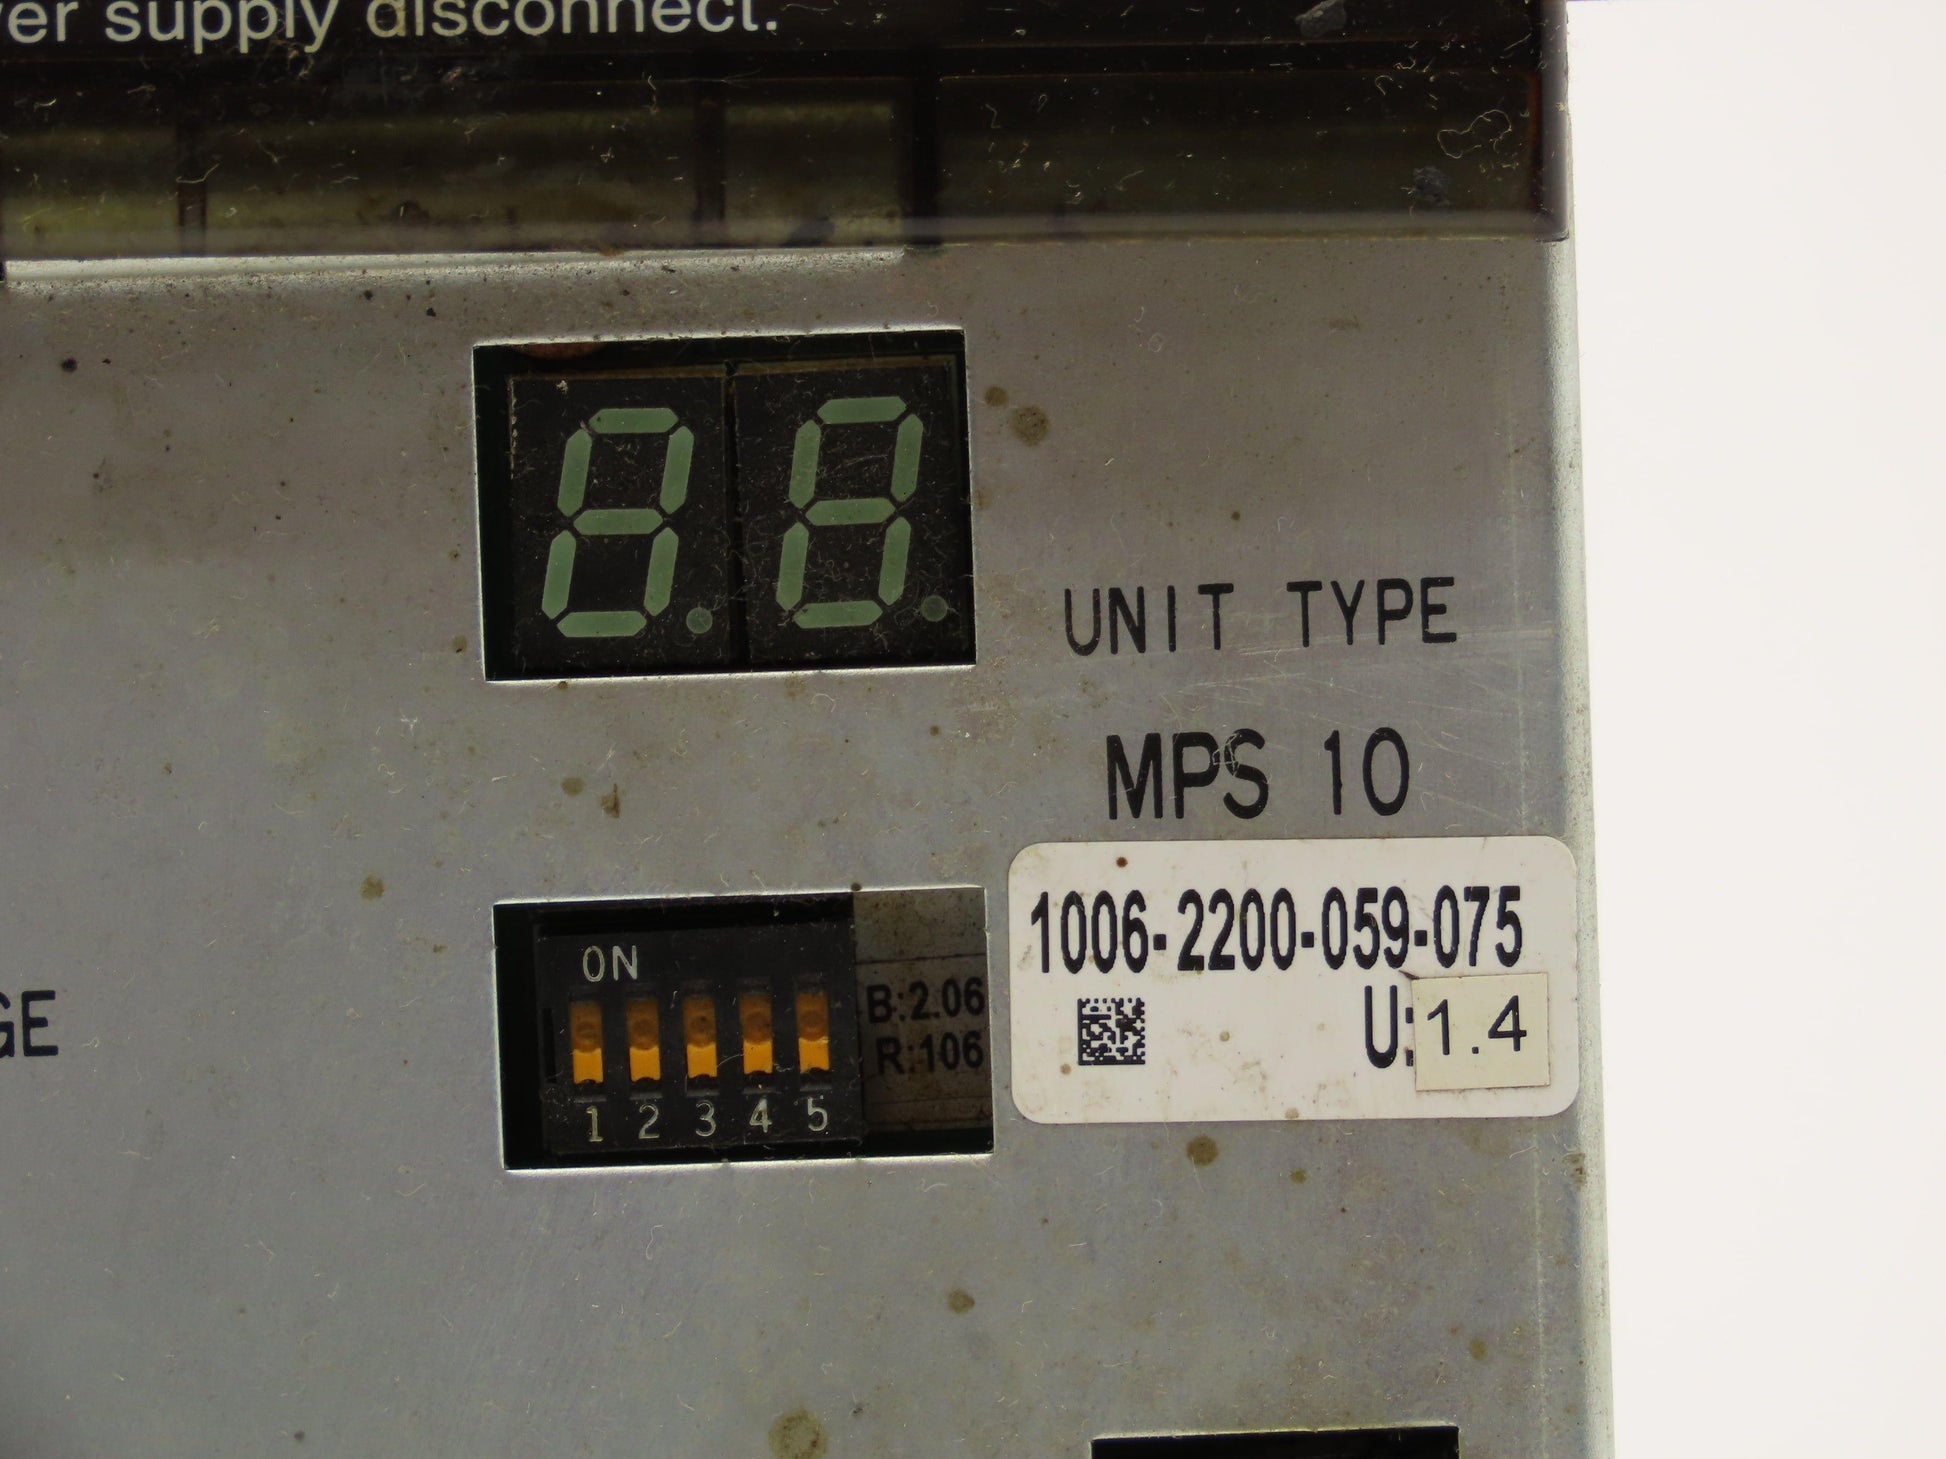 er supply disconnect.
UNIT TYPE
MPS 10
1006-2200-059-075
U:1.4
ON
B:2.06
R:106
1 2 3 4 5
GE